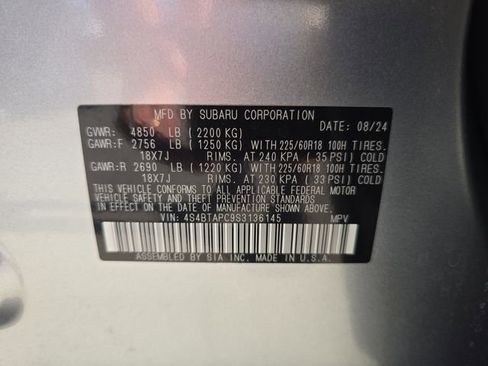 MFD BY SUBARU CORPORATION
DATE: 08/24
GVWR: 4850 LB (2200 KG)
GAWR:F 2756 LB (1250 KG) WITH 225/60R18 100H TIRES.
18X7J RIMS. AT 240 KPA (35 PSI) COLD
GAWR:R 2690 LB (1220 KG) WITH 225/60R18 100H TIRES.
18X7J RIMS. AT 230 KPA (33 PSI) COLD
THIS VEHICLE CONFORMS TO ALL APPLICABLE FEDERAL MOTOR
VEHICLE SAFETY AND THEFT PREVENTION STANDARDS IN
EFFECT ON THE DATE OF MANUFACTURE SHOWN ABOVE.
VIN: 4S4BTAPC9S3136145 MPV
ASSEMBLED BY SIA INC. MADE IN U.S.A.